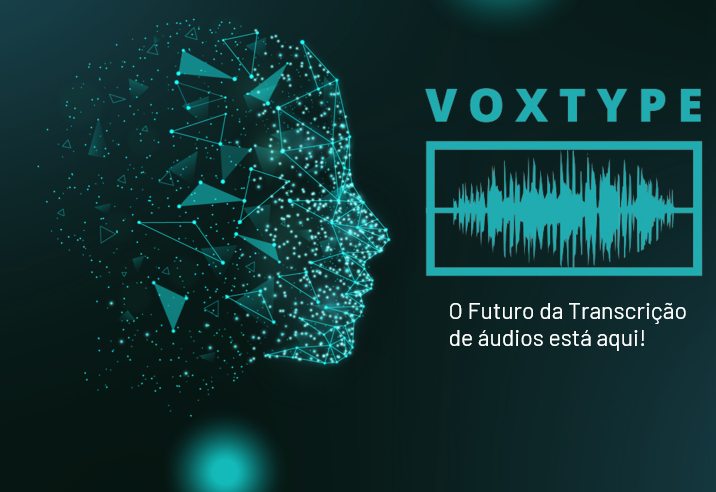 VOXTYPE
O Futuro da Transcrição
de áudios está aqui!